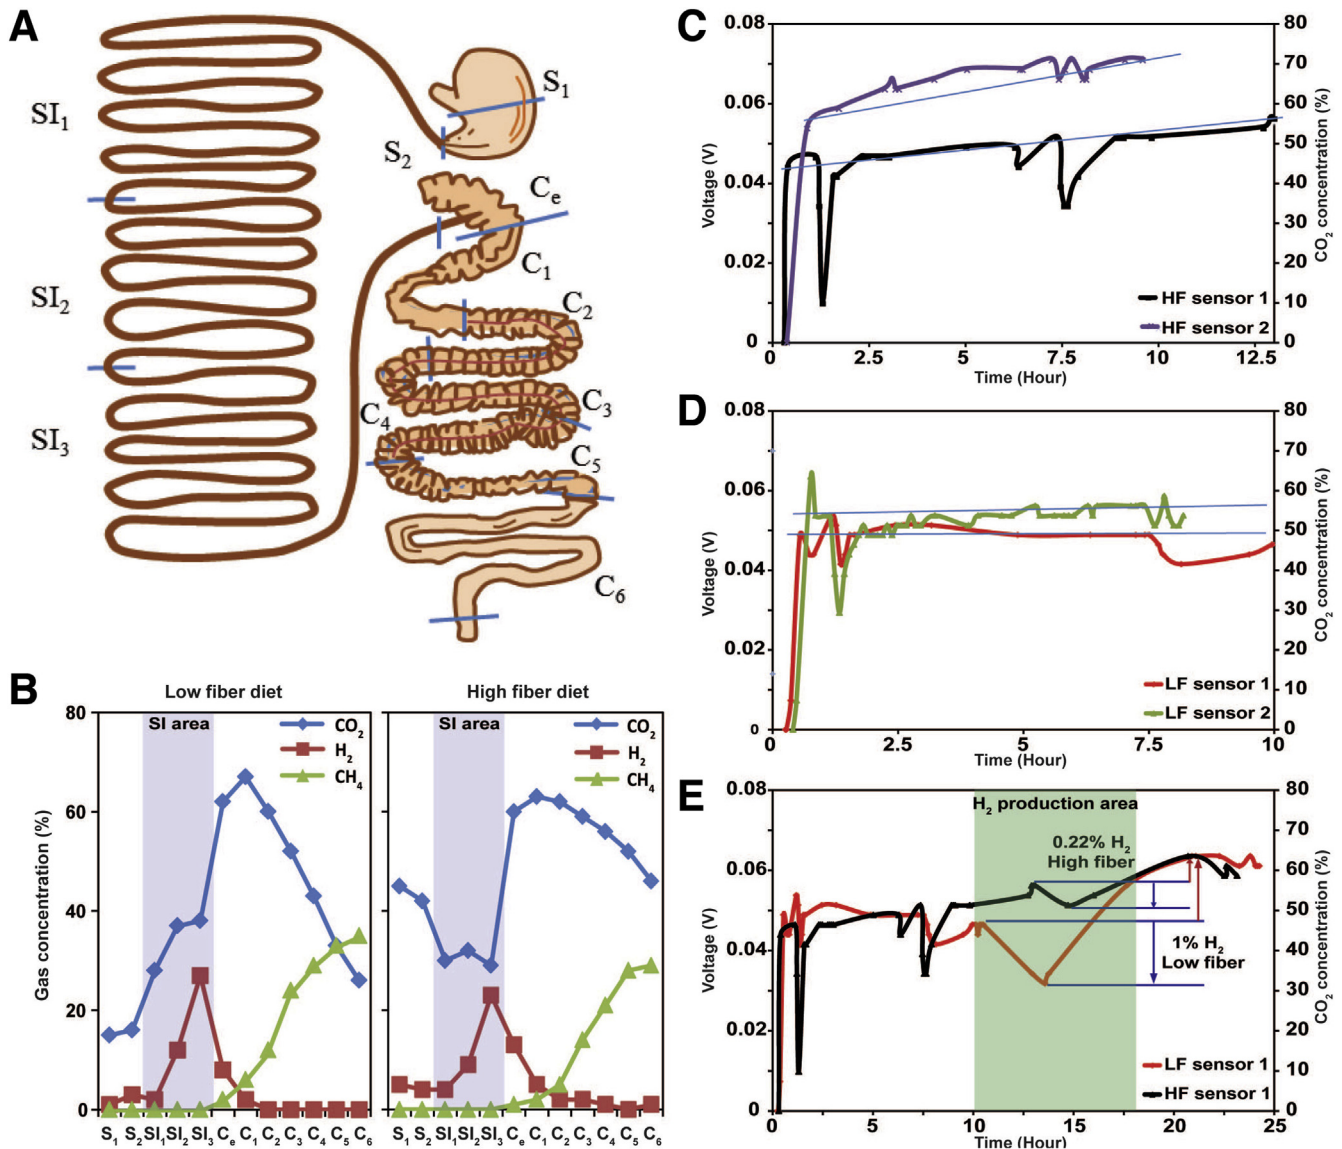 A
S1
SI1
S2
Ce
C1
SI2
C2
C3
C4
SI3
C5
C6
B
Low fiber diet
High fiber diet
Gas concentration (%)
80
60
40
20
0
SI area
CO2
H2
CH4
S1 S2 SI1 SI2 SI3 Ce C1 C2 C3 C4 C5 C6
SI area
CO2
H2
CH4
S1 S2 SI1 SI2 SI3 Ce C1 C2 C3 C4 C5 C6
C
Voltage (V)
0.08
0.06
0.04
0.02
0
CO2 concentration (%)
80
70
60
50
40
30
20
10
0
HF sensor 1
HF sensor 2
0 2.5 5 7.5 10 12.5
Time (Hour)
D
Voltage (V)
0.08
0.06
0.04
0.02
0
CO2 concentration (%)
80
70
60
50
40
30
20
10
0
LF sensor 1
LF sensor 2
0 2.5 5 7.5 10
Time (Hour)
E
Voltage (V)
0.08
0.06
0.04
0.02
0
CO2 concentration (%)
80
70
60
50
40
30
20
10
0
H2 production area
0.22% H2
High fiber
1% H2
Low fiber
LF sensor 1
HF sensor 1
0 5 10 15 20 25
Time (Hour)